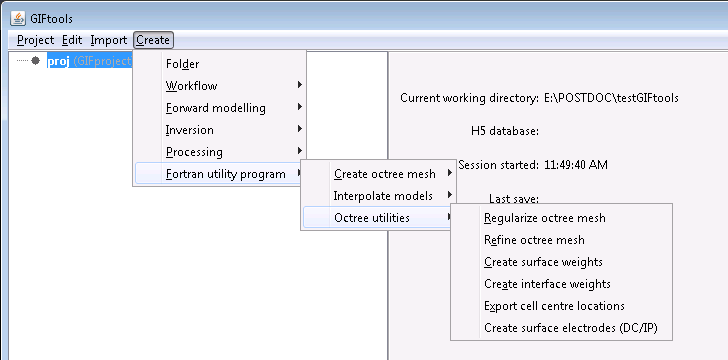 GIFtools
Project Edit Import Create
proj (GIFproject
Folder
Workflow
Forward modelling
Inversion
Processing
Fortran utility program
Create octree mesh
Interpolate models
Octree utilities
Regularize octree mesh
Refine octree mesh
Create surface weights
Create interface weights
Export cell centre locations
Create surface electrodes (DC/IP)
Current working directory: E:\POSTDOC\testGIFtools
H5 database:
Session started: 11:49:40 AM
Last save: